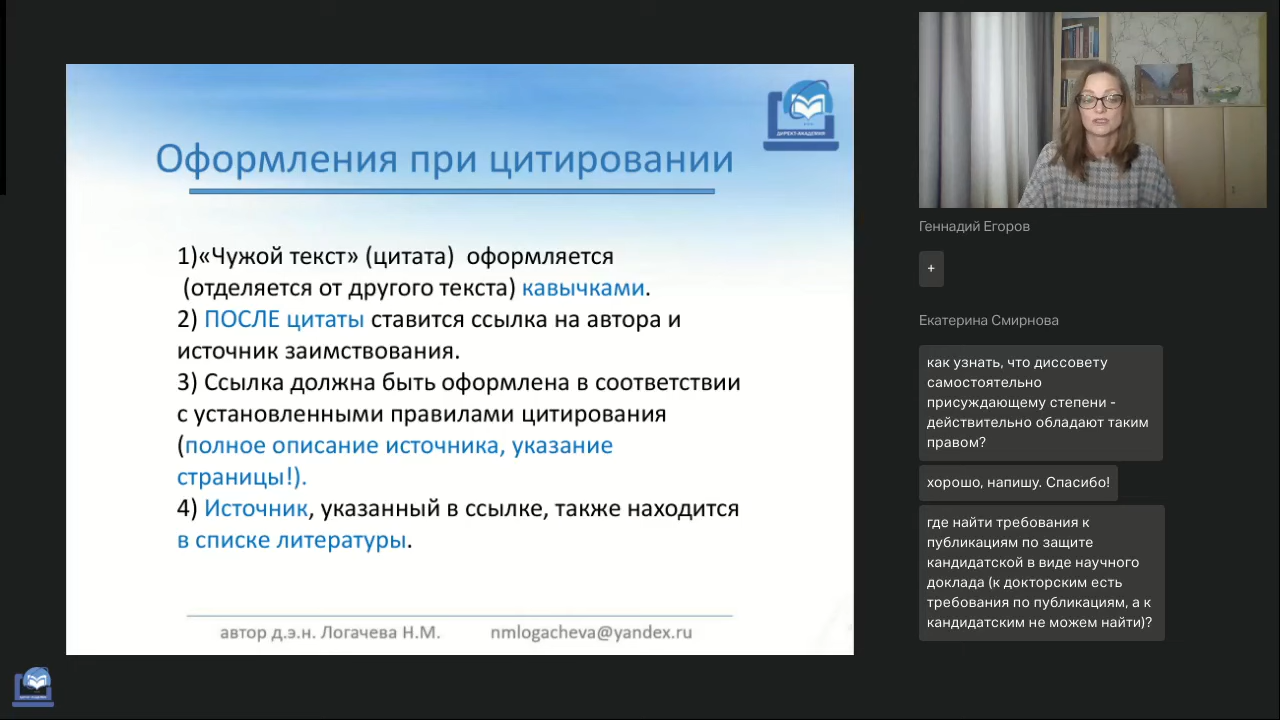 ДИРЕКТ-АКАДЕМИЯ
Оформления при цитировании
1)«Чужой текст» (цитата)  оформляется
(отделяется от другого текста) кавычками.
2) ПОСЛЕ цитаты ставится ссылка на автора и
источник заимствования.
3) Ссылка должна быть оформлена в соответствии
с установленными правилами цитирования
(полное описание источника, указание
страницы!).
4) Источник, указанный в ссылке, также находится
в списке литературы.
автор д.э.н. Логачева Н.М.
nmlogacheva@yandex.ru
Геннадий Егоров
+
Екатерина Смирнова
как узнать, что диссовету
самостоятельно
присуждающему степени -
действительно обладают таким
правом?
хорошо, напишу. Спасибо!
где найти требования к
публикациям по защите
кандидатской в виде научного
доклада (к докторским есть
требования по публикациям, а к
кандидатским не можем найти)?